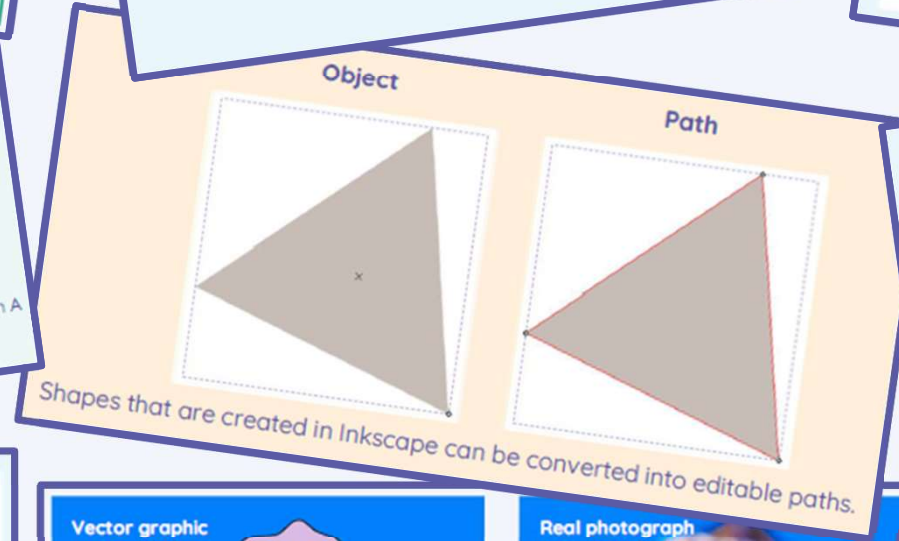 Object
Path
n A
Shapes that are created in Inkscape can be converted into editable paths.
Vector graphic
Real photograph